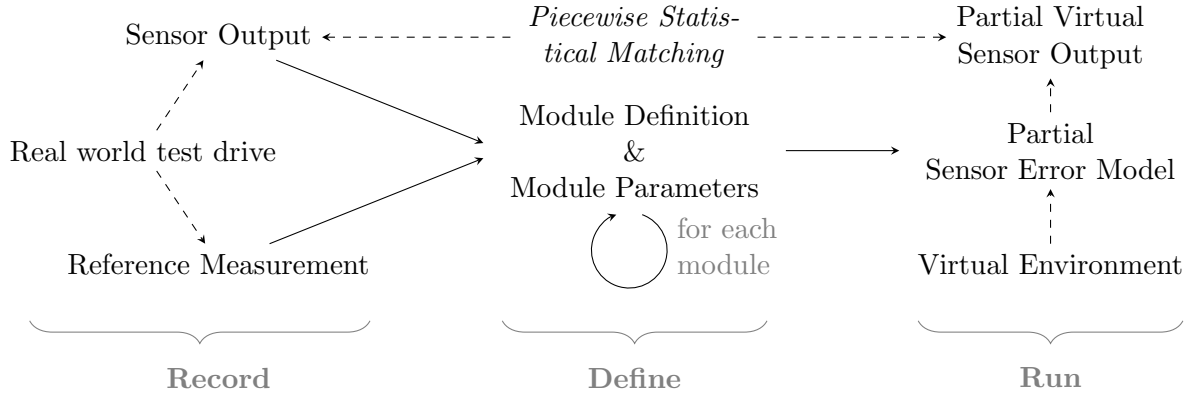 Sensor Output
Piecewise Statis-
tical Matching
Partial Virtual
Sensor Output
Real world test drive
Module Definition
&
Module Parameters
Partial
Sensor Error Model
for each
module
Reference Measurement
Virtual Environment
Record
Define
Run